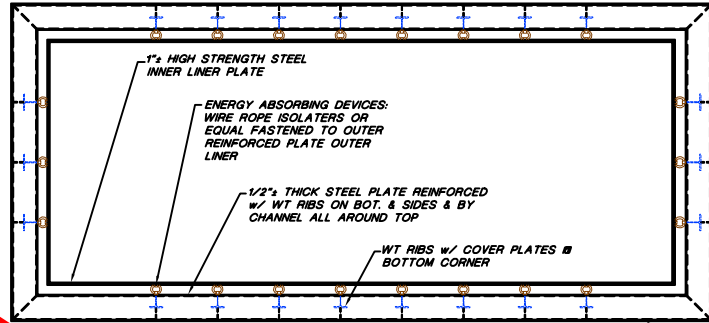 1"± HIGH STRENGTH STEEL
INNER LINER PLATE
ENERGY ABSORBING DEVICES:
WIRE ROPE ISOLATERS OR
EQUAL FASTENED TO OUTER
REINFORCED PLATE OUTER
LINER
1/2"± THICK STEEL PLATE REINFORCED
w/ WT RIBS ON BOT. & SIDES & BY
CHANNEL ALL AROUND TOP
WT RIBS w/ COVER PLATES @
BOTTOM CORNER